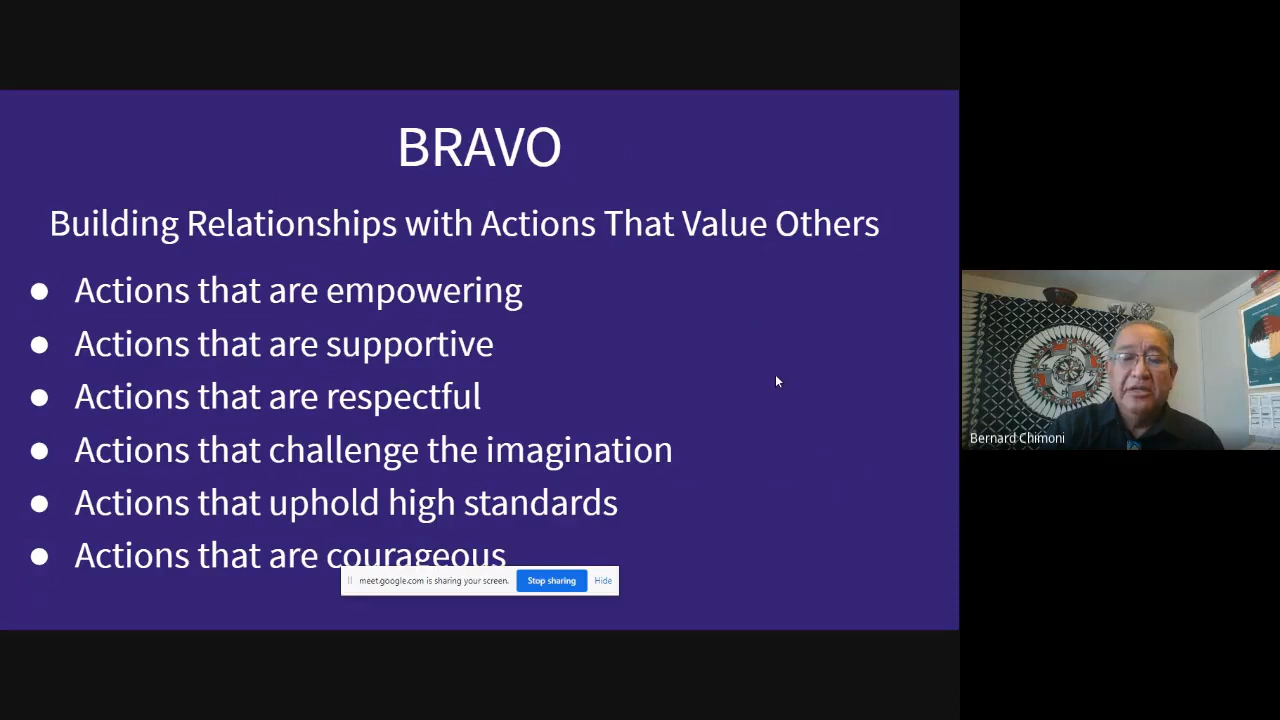 BRAVO
Building Relationships with Actions That Value Others
● Actions that are empowering
● Actions that are supportive
● Actions that are respectful
● Actions that challenge the imagination
● Actions that uphold high standards
● Actions that are courageous
meet.google.com is sharing your screen. Stop sharing Hide
Bernard Chimoni